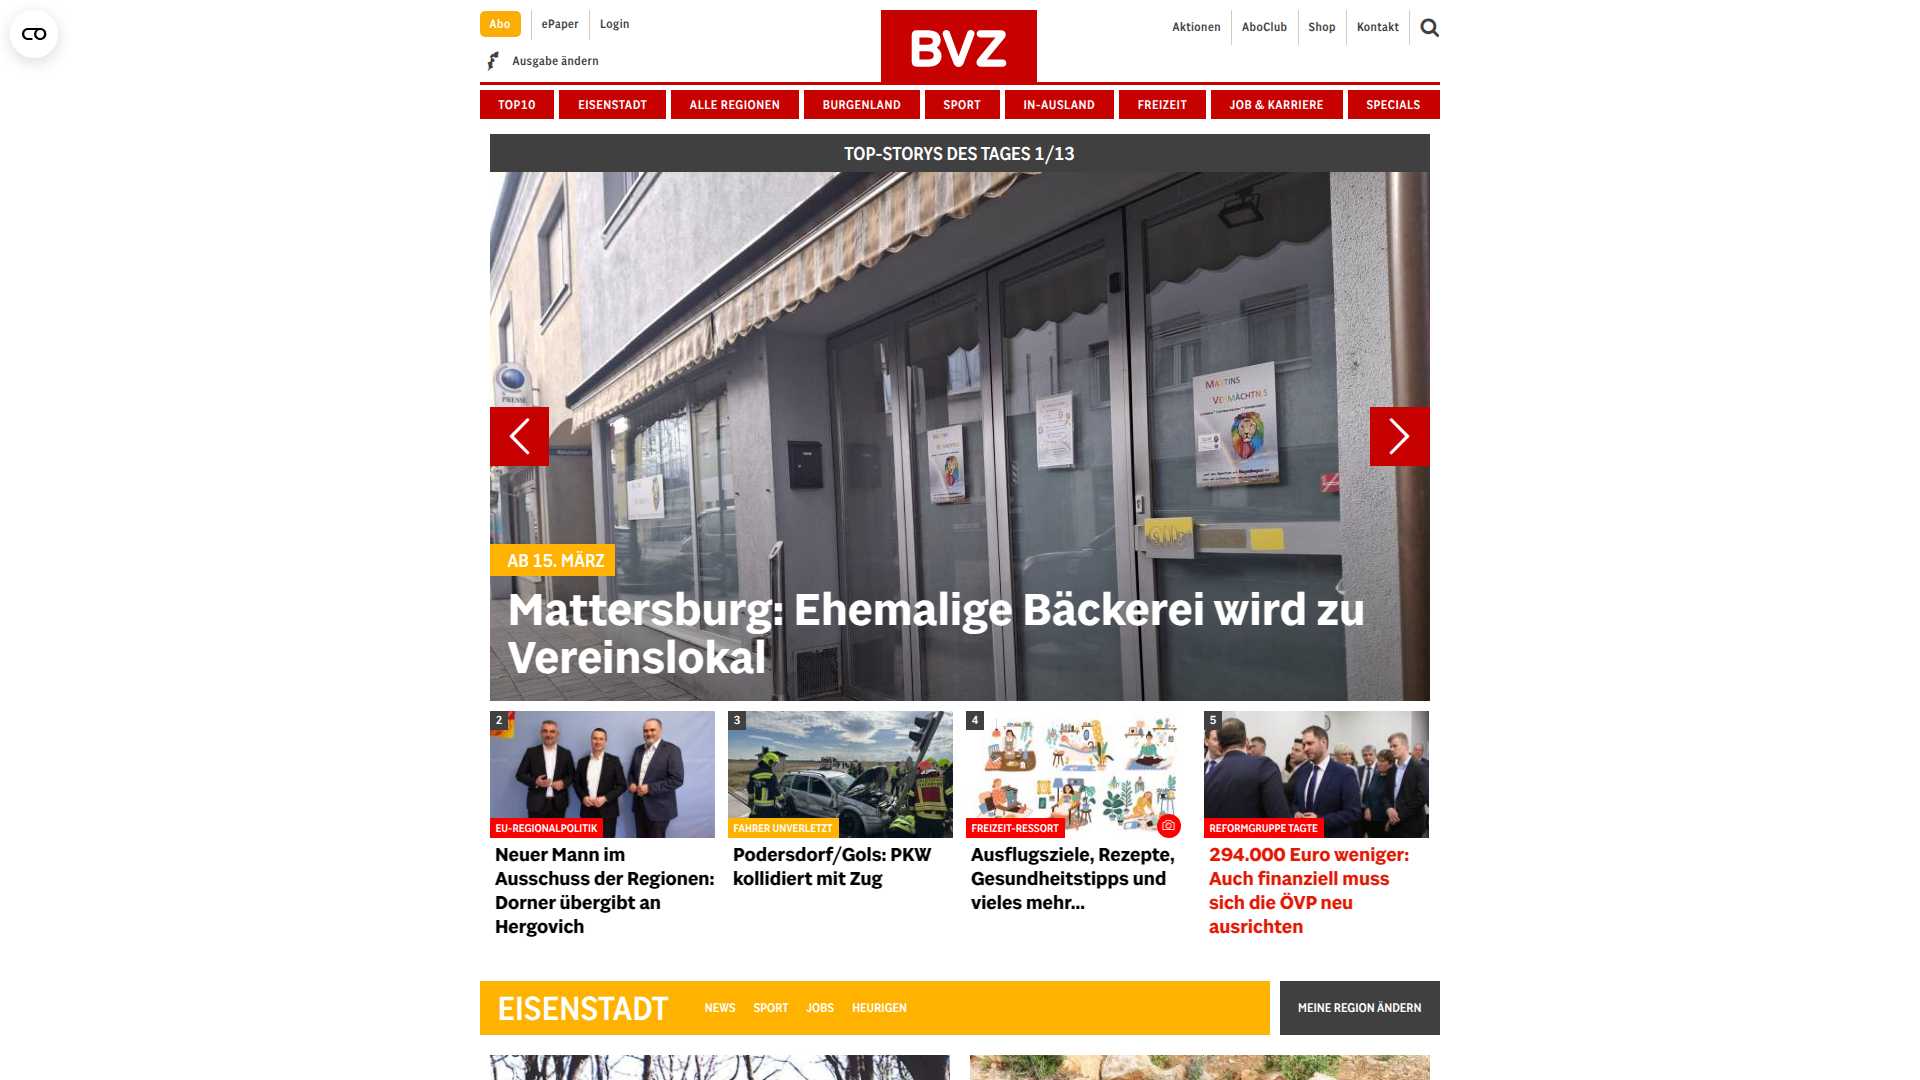 Abo
ePaper
Login
Ausgabe ändern
BVZ
Aktionen
AboClub
Shop
Kontakt
TOP10
EISENSTADT
ALLE REGIONEN
BURGENLAND
SPORT
IN-AUSLAND
FREIZEIT
JOB & KARRIERE
SPECIALS
TOP-STORYS DES TAGES 1/13
PRESSE
MARTINS
VERMÄCHTNIS
AB 15. MÄRZ
Mattersburg: Ehemalige Bäckerei wird zu
Vereinslokal
2
EU-REGIONALPOLITIK
Neuer Mann im
Ausschuss der Regionen:
Dorner übergibt an
Hergovich
3
FAHRER UNVERLETZT
Podersdorf/Gols: PKW
kollidiert mit Zug
4
FREIZEIT-RESSORT
Ausflugsziele, Rezepte,
Gesundheitstipps und
vieles mehr...
5
REFORMGRUPPE TAGTE
294.000 Euro weniger:
Auch finanziell muss
sich die ÖVP neu
ausrichten
EISENSTADT
NEWS
SPORT
JOBS
HEURIGEN
MEINE REGION ÄNDERN